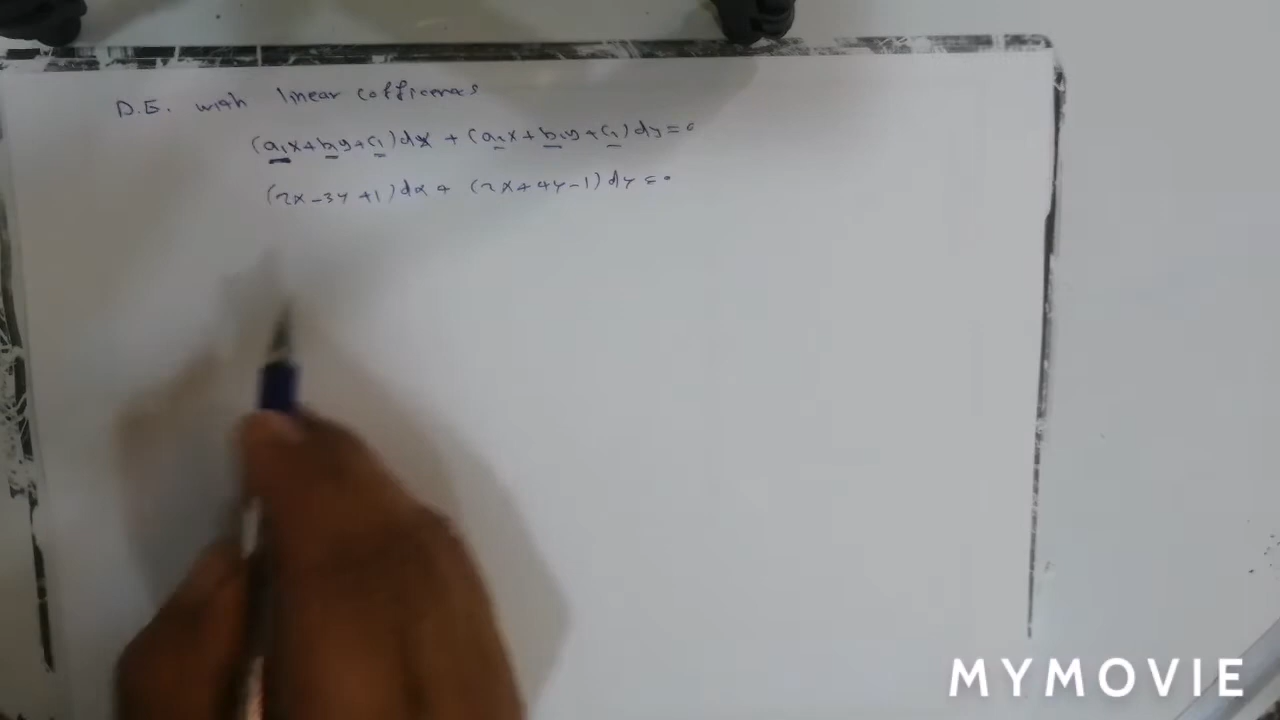 D.E. with linear cofficenes
(a₁x+b₁y+c₁)dx + (a₂x+b₂y+c₂)dy=0
(2x-3y+1)dx+ (2x+4y-1)dy=0
MYMOVIE